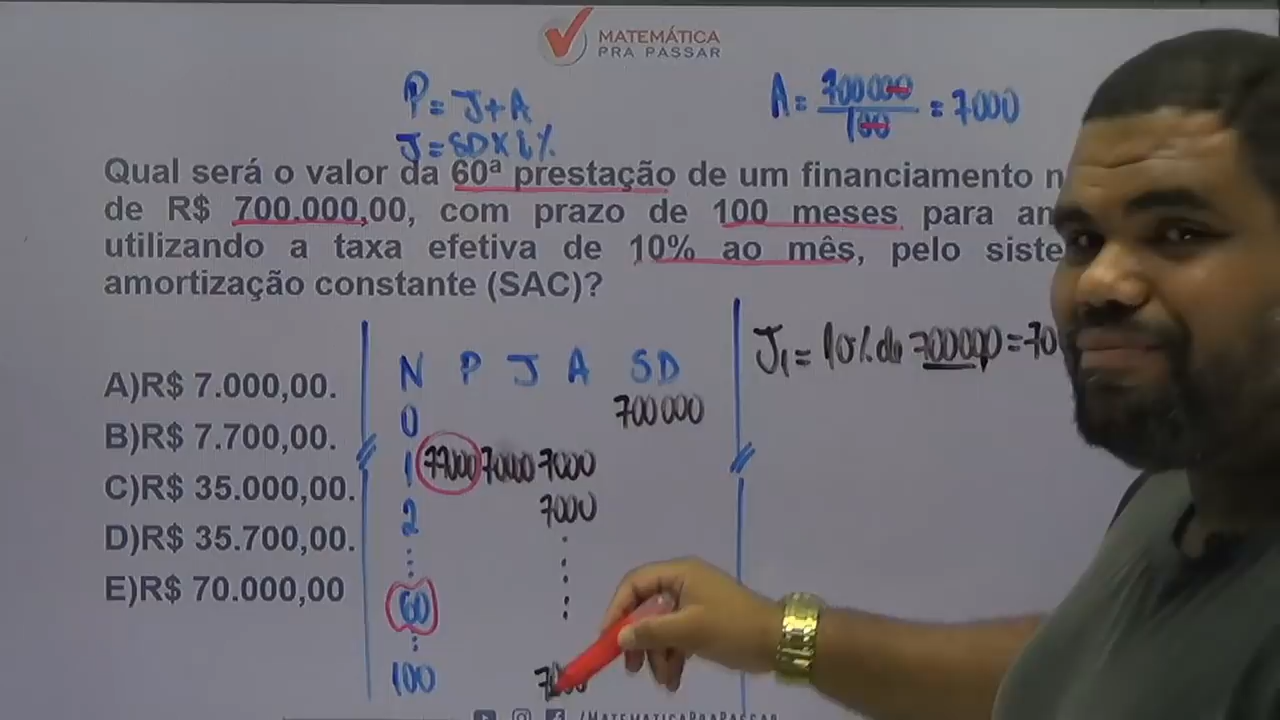 MATEMÁTICA
PRA PASSAR
P = J+A
J = SD X i %
A = 700000 / 100 = 7000
Qual será o valor da 60ª prestação de um financiamento
de R$ 700.000,00, com prazo de 100 meses para
utilizando a taxa efetiva de 10% ao mês, pelo
amortização constante (SAC)?
A)R$ 7.000,00.
B)R$ 7.700,00.
C)R$ 35.000,00.
D)R$ 35.700,00.
E)R$ 70.000,00
N P J A SD
0 700000
1 77000 7000 7000
2 7000
60
100
J1 = 10% de 700000 = 70
/MATEMATICAPRAPASSAR